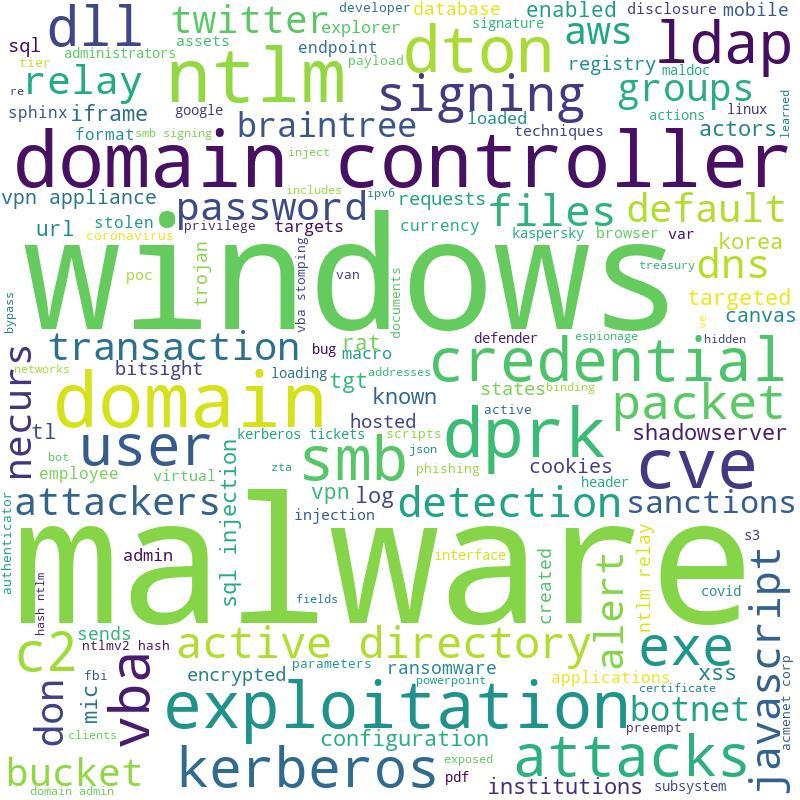 developer
database
enabled
disclosure
mobile
dll
twitter
explorer
signature
aws
ldap
sql
administrators
assets
endpoint
dton
tier
relay
ntlm
payload
registry
maldoc
re
signing
groups
sphinx
iframe
google
loaded
actions
linux
learned
format
smb signing
braintree
techniques
actors
domain controller
inject
includes
vpn appliance
password
ipv6
requests
files
default
url
stolen
privilege
targets
currency
kaspersky
browser
var
korea
coronavirus
windows
trojan
vba stomping
poc
van
documents
treasury
dns
targeted
bypass
ve
canvas
transaction
bug
rat
macro
defender
espionage
hidden
necurs
networks
bitsight
loading
tgt
addresses
credential
domain
known
states
binding
packet
tl
user
hosted
active
dprk
shadowserver
kerberos tickets
scripts
smb
json
bot
employee
virtual
sql injection
zta
phishing
cookies
cve
header
authenticator
attackers
vpn
log
detection
sanctions
injection
malware
s3
admin
interface
created
ntlm relay
javascript
hash ntlm
fields
covid
alert
sends
c2
ntlmv2 hash
active directory
exe
vba
fbi
parameters
ransomware
applications
xss
acmenet corp
don
mic
encrypted
powerpoint
certificate
exploitation
botnet
clients
configuration
preempt
bucket
kerberos
exposed
attacks
domain admin
pdf
institutions
subsystem